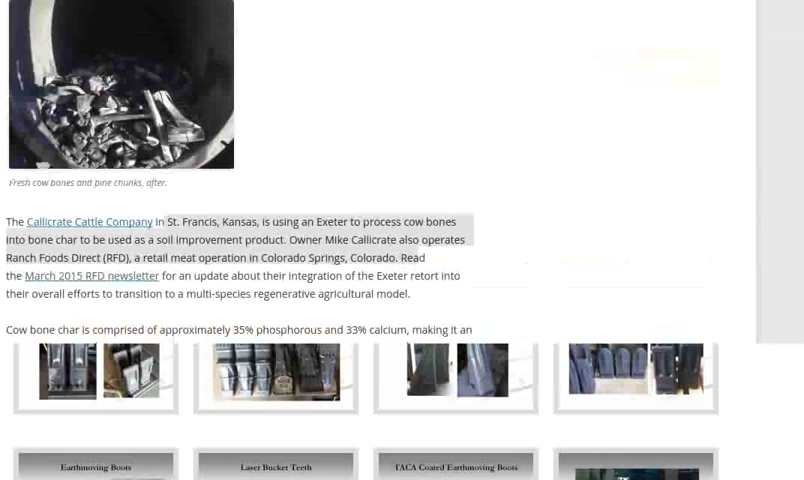 Fresh cow bones and pine chunks, after.
The Callicrate Cattle Company in St. Francis, Kansas, is using an Exeter to process cow bones
into bone char to be used as a soil improvement product. Owner Mike Callicrate also operates
Ranch Foods Direct (RFD), a retail meat operation in Colorado Springs, Colorado. Read
the March 2015 RFD newsletter for an update about their integration of the Exeter retort into
their overall efforts to transition to a multi-species regenerative agricultural model.
Cow bone char is comprised of approximately 35% phosphorous and 33% calcium, making it an
Earthmoving Boots
Laser Bucket Teeth
TACA Coated Earthmoving Boots